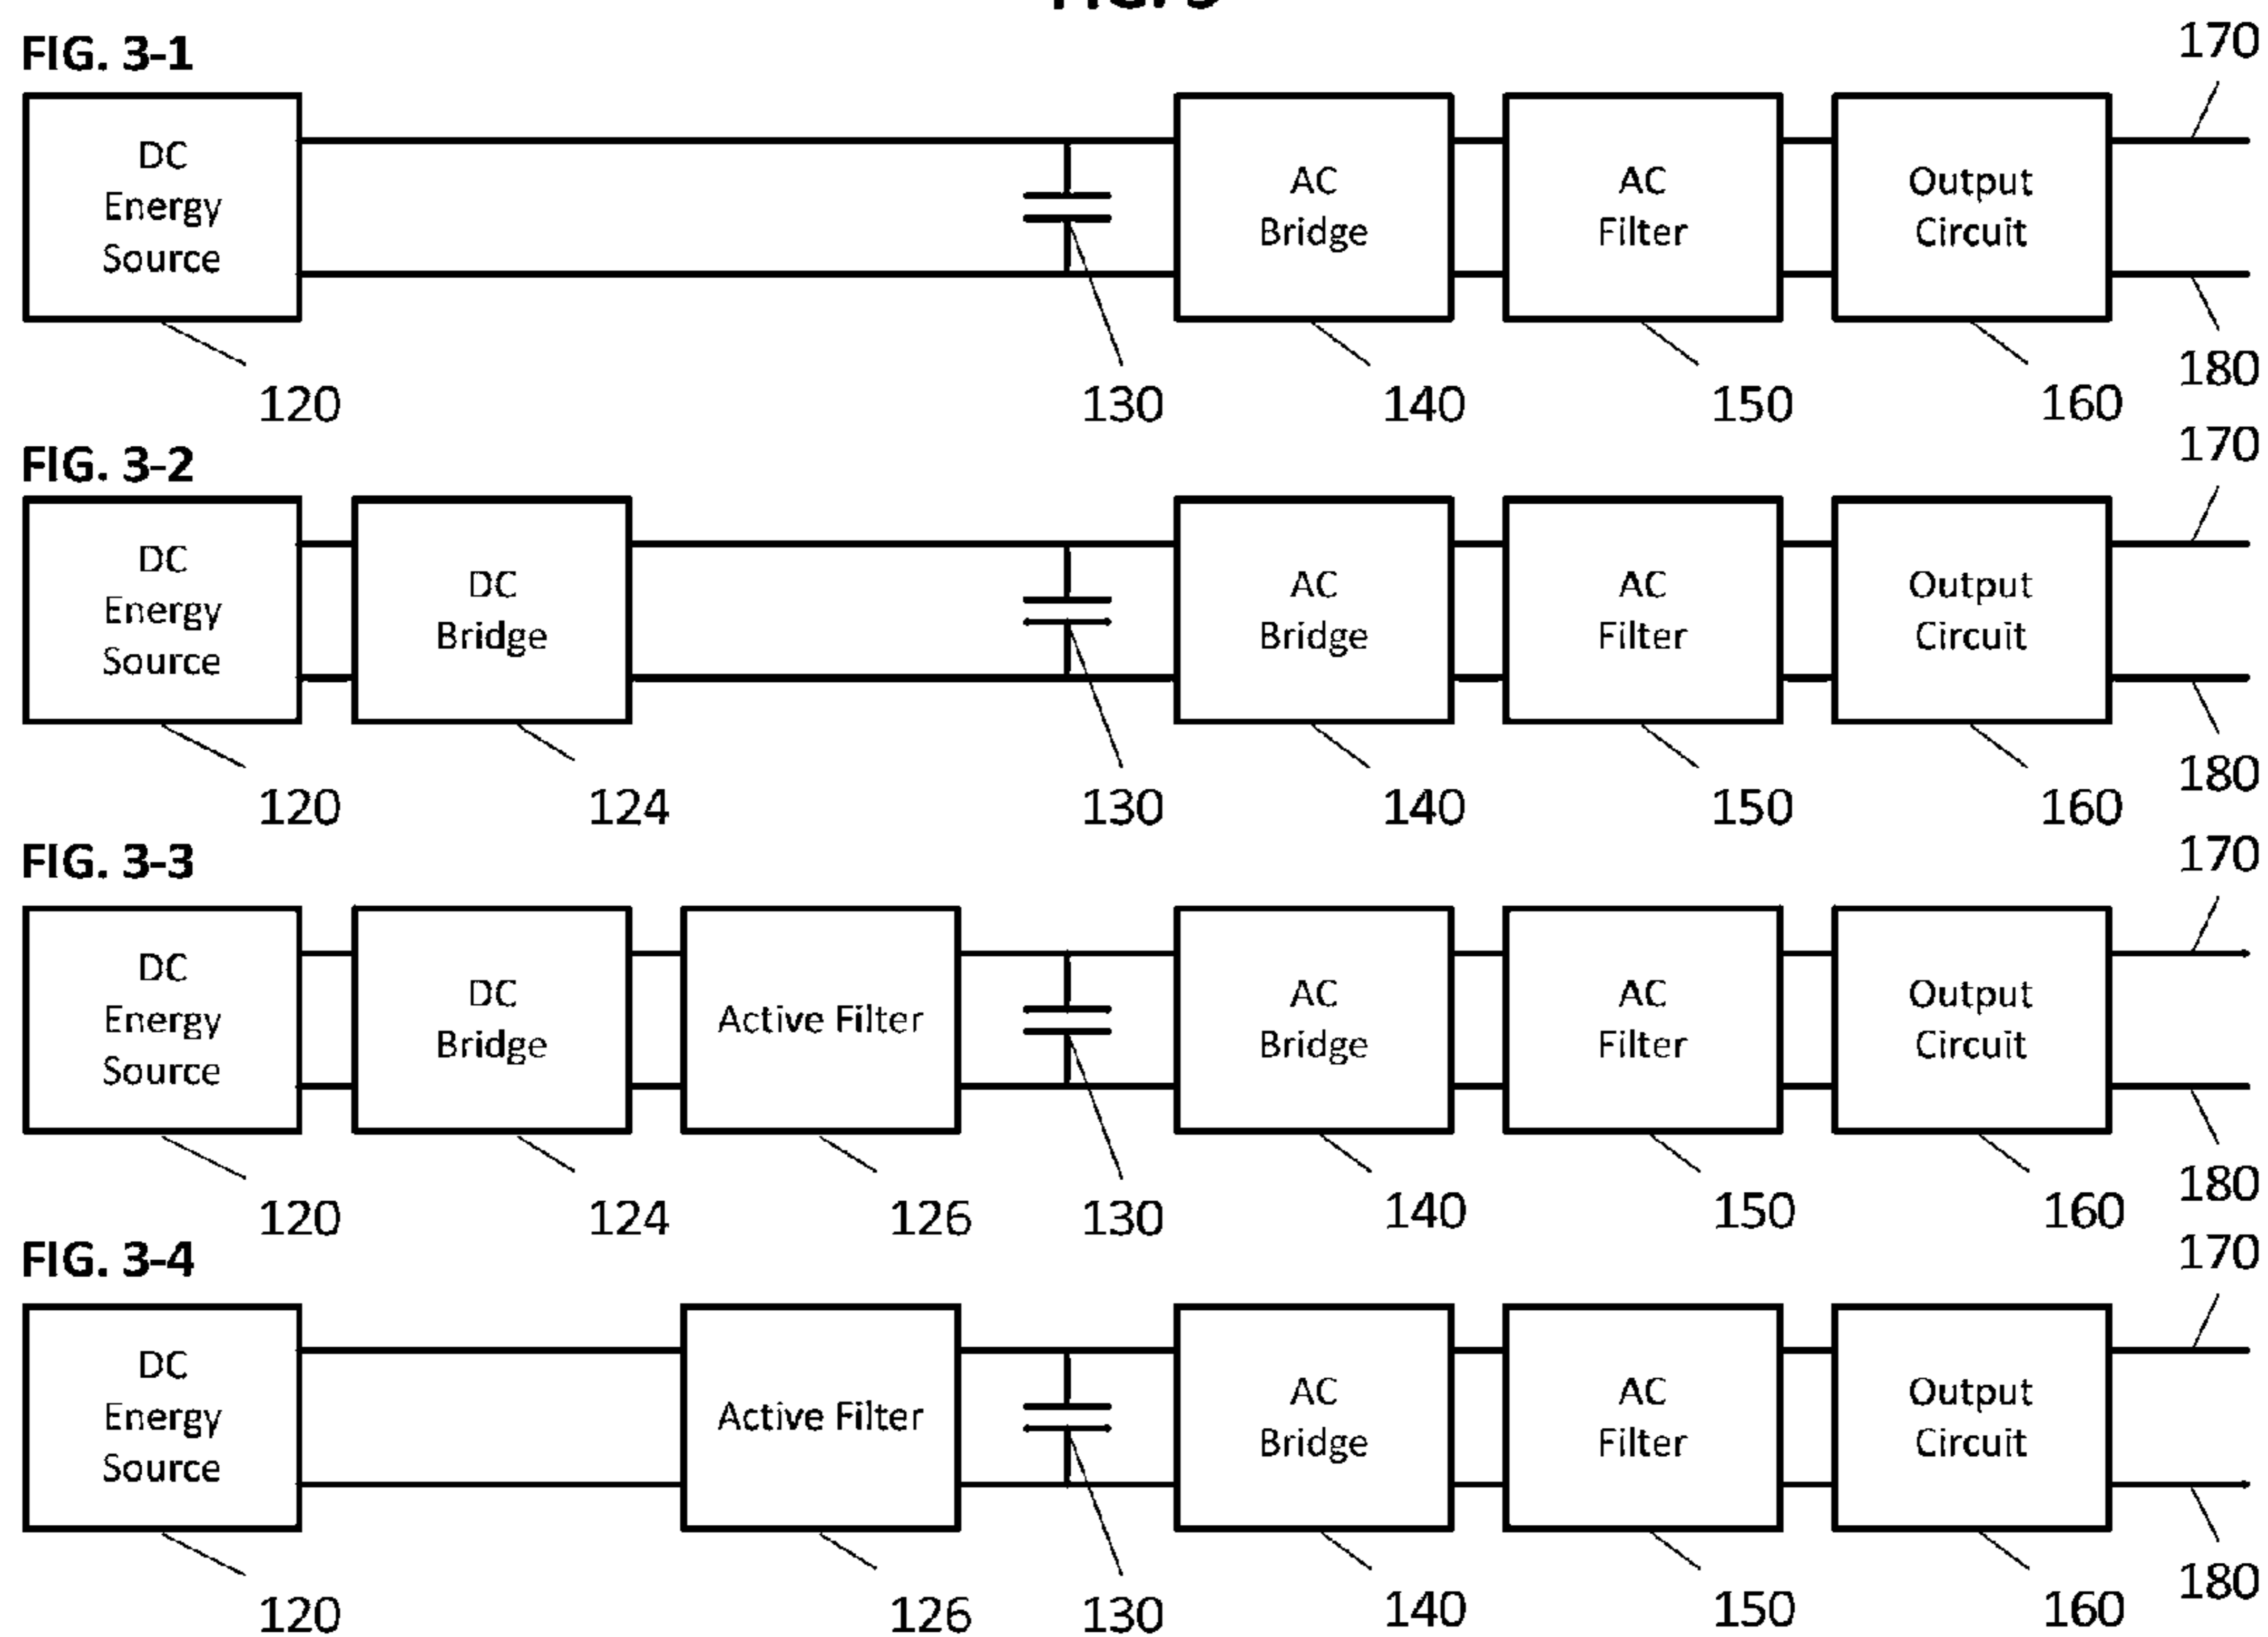 FIG. 3-1
170
DC
Energy
Source
AC
Bridge
AC
Filter
Output
Circuit
120
130
140
150
160
180
FIG. 3-2
170
DC
Energy
Source
DC
Bridge
AC
Bridge
AC
Filter
Output
Circuit
120
124
130
140
150
160
180
FIG. 3-3
170
DC
Energy
Source
DC
Bridge
Active Filter
AC
Bridge
AC
Filter
Output
Circuit
120
124
126
130
140
150
160
180
FIG. 3-4
170
DC
Energy
Source
Active Filter
AC
Bridge
AC
Filter
Output
Circuit
120
126
130
140
150
160
180